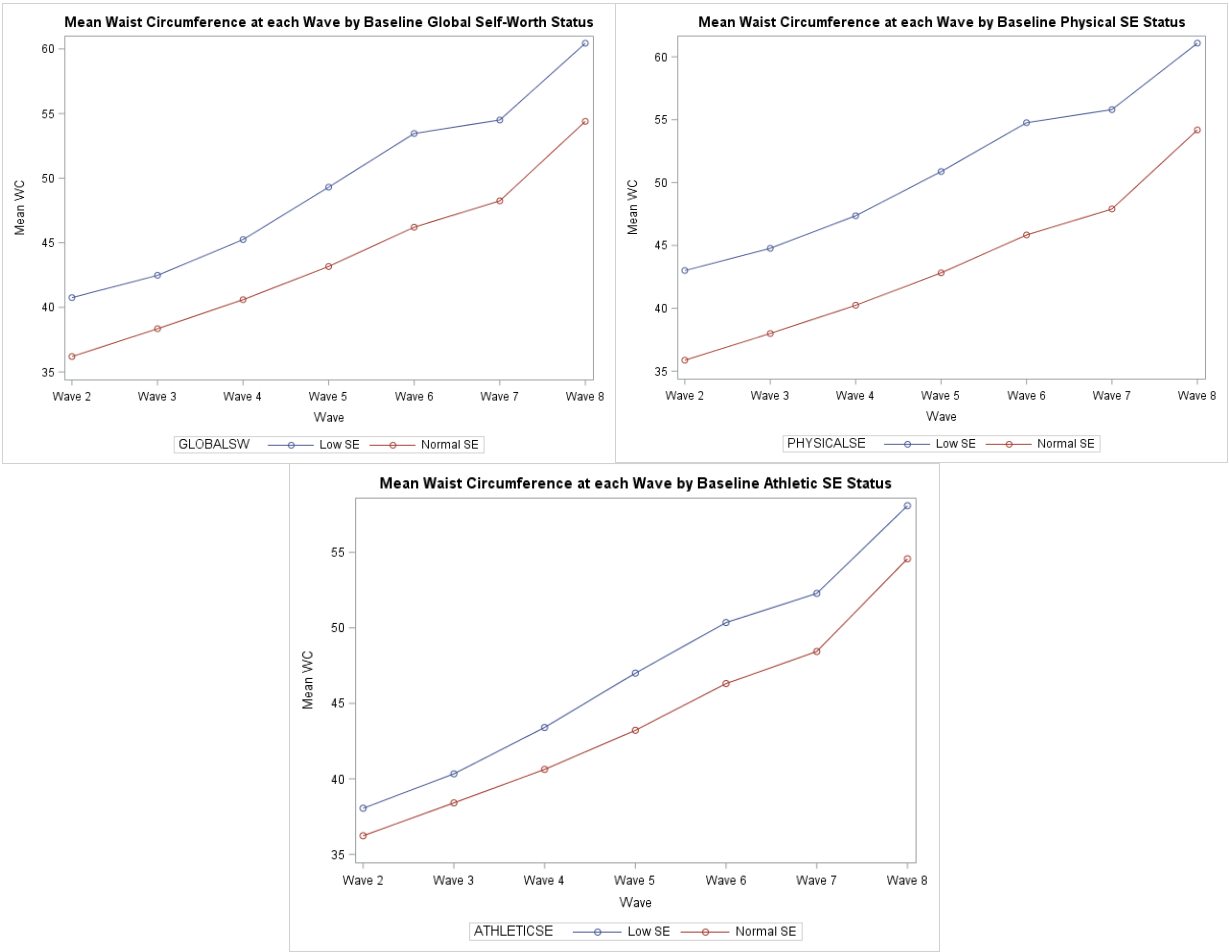 Mean Waist Circumference at each Wave by Baseline Global Self-Worth Status
60
55
50
45
40
35
Mean WC
Wave 2 Wave 3 Wave 4 Wave 5 Wave 6 Wave 7 Wave 8
Wave
GLOBALSW Low SE Normal SE
Mean Waist Circumference at each Wave by Baseline Physical SE Status
60
55
50
45
40
35
Mean WC
Wave 2 Wave 3 Wave 4 Wave 5 Wave 6 Wave 7 Wave 8
Wave
PHYSICALSE Low SE Normal SE
Mean Waist Circumference at each Wave by Baseline Athletic SE Status
55
50
45
40
35
Mean WC
Wave 2 Wave 3 Wave 4 Wave 5 Wave 6 Wave 7 Wave 8
Wave
ATHLETICSE Low SE Normal SE